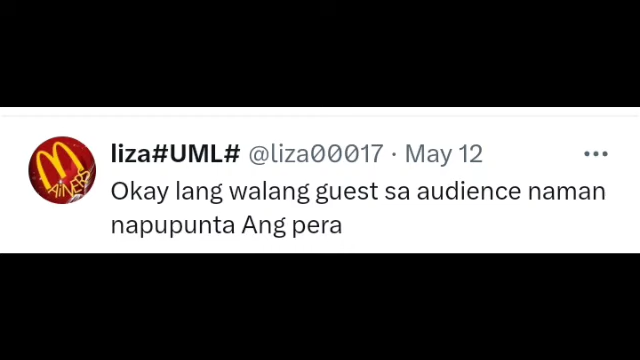 liza#UML# @liza00017 · May 12
Okay lang walang guest sa audience naman
napupunta Ang pera